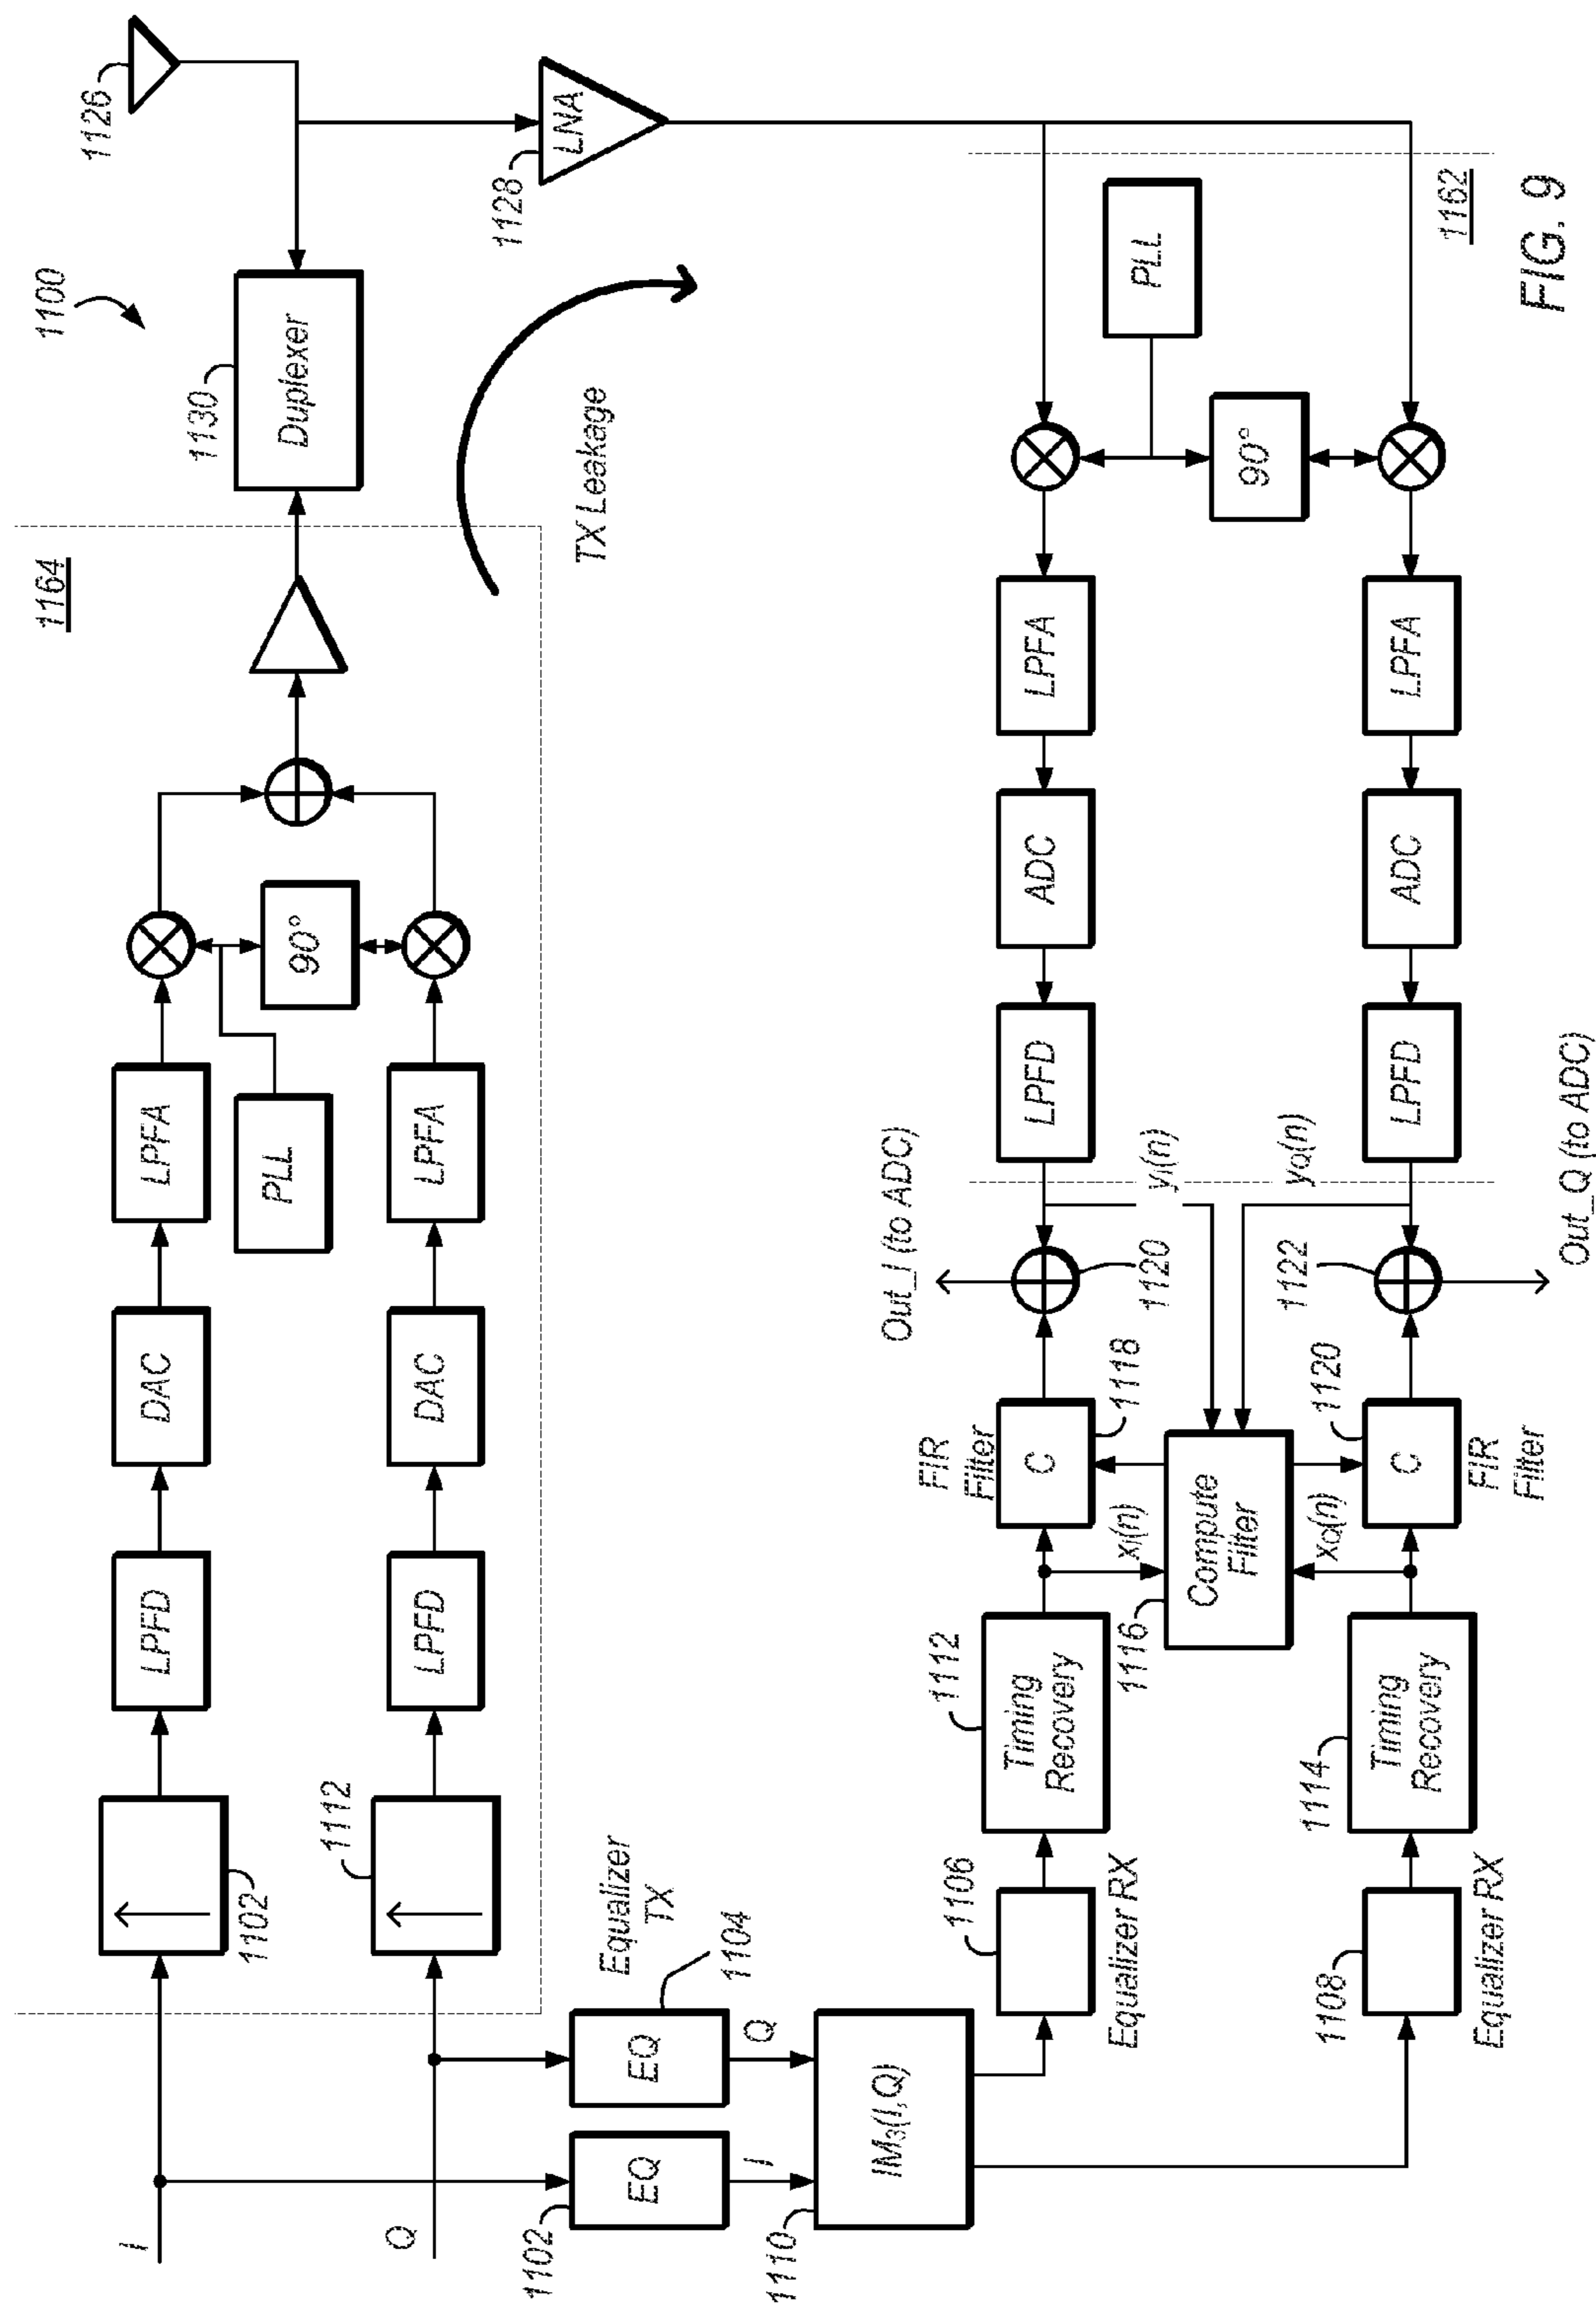 1100
1164
1126
I
1102
LPFD
DAC
LPFA
PLL
90°
1130
Duplexer
Q
1112
LPFD
DAC
LPFA
1128
LNA
TX Leakage
Equalizer
TX
1104
1102
EQ
EQ
I
Q
1110
IM₃(I,Q)
Out_I (to ADC)
FIR
Filter
1106
Equalizer RX
1112
Timing
Recovery
C
1118
1120
LPFD
ADC
LPFA
PLL
xI(n)
yI(n)
1116
Compute
Filter
90°
xQ(n)
yQ(n)
1108
Equalizer RX
1114
Timing
Recovery
1120
C
FIR
Filter
1122
LPFD
ADC
LPFA
1162
Out_Q (to ADC)
FIG. 9